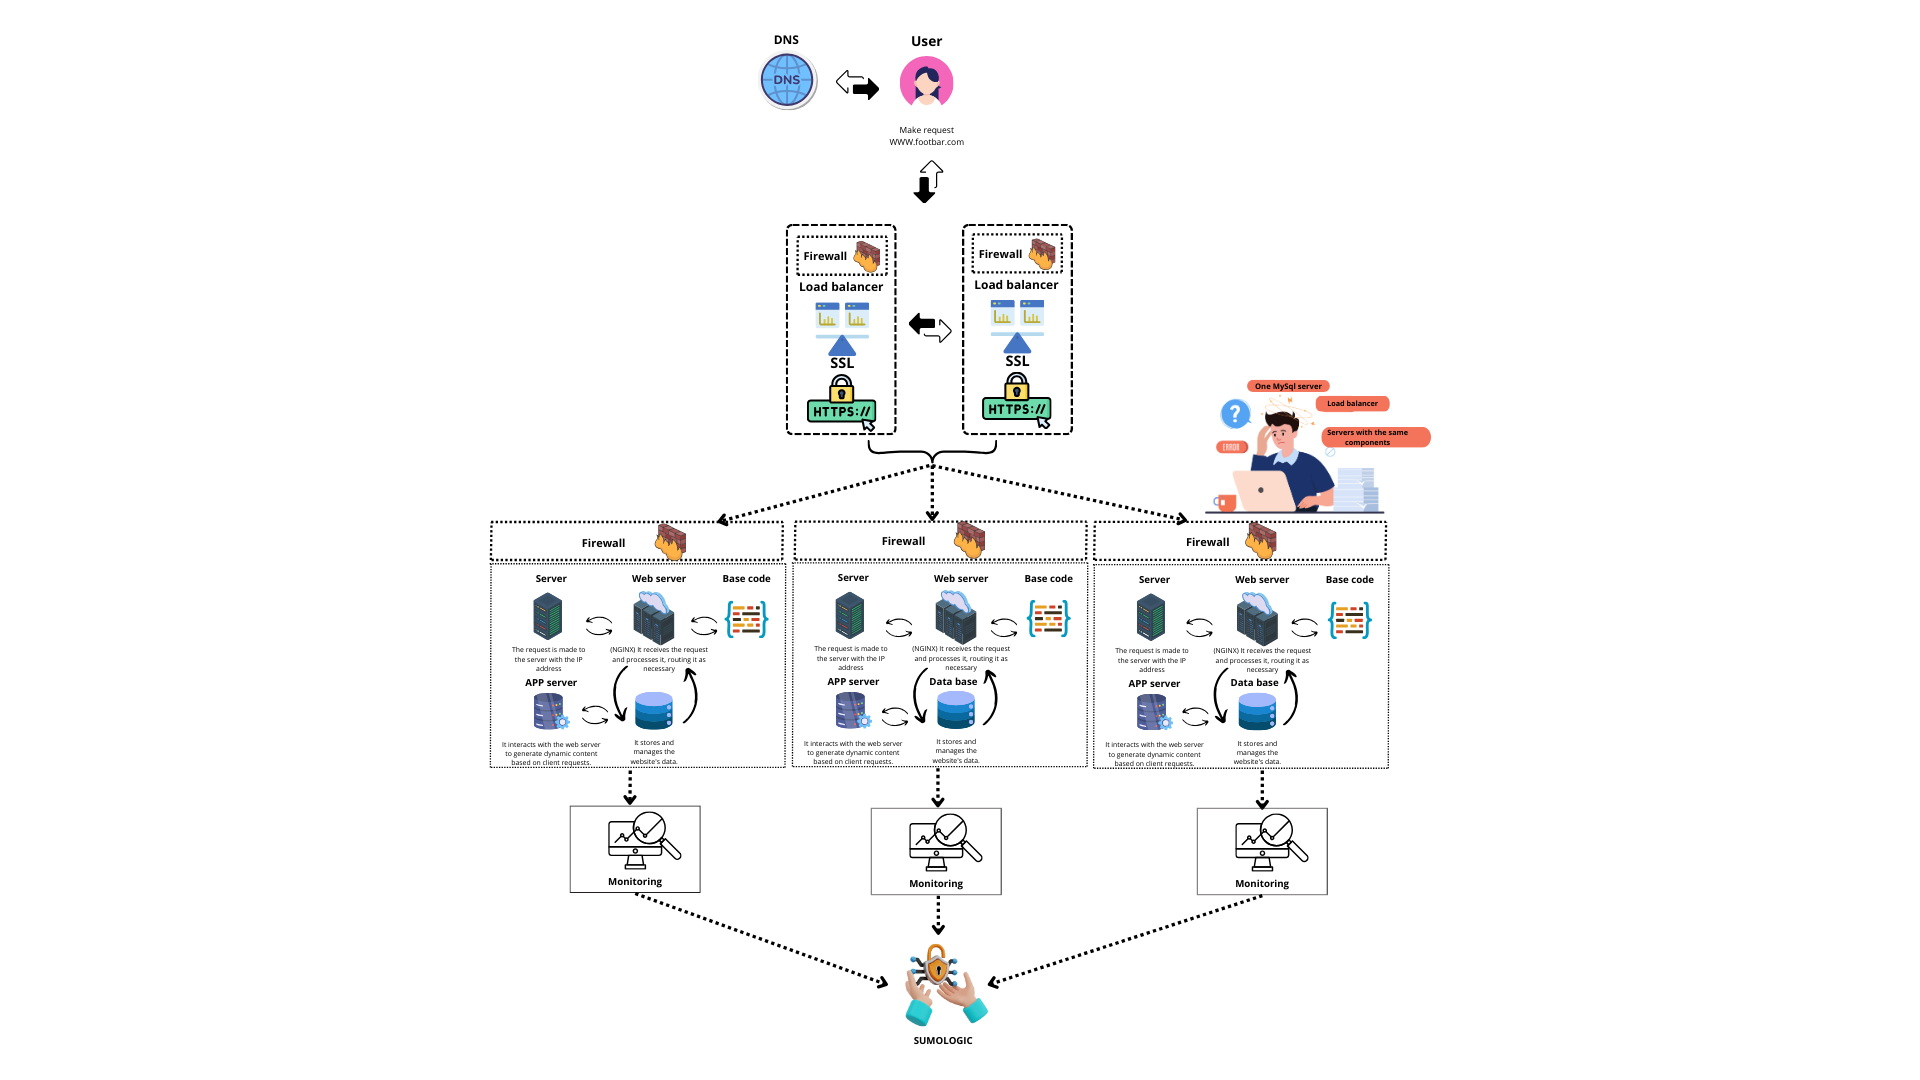 DNS
User
DNS
Make request
WWW.footbar.com
Firewall
Load balancer
SSL
HTTPS://
Firewall
Load balancer
SSL
HTTPS://
One MySql server
Load balancer
?
Servers with the same
components
ERROR
Firewall
Server
Web server
Base code
The request is made to
the server with the IP
address
(NGINX) It receives the request
and processes it, routing it as
necessary
APP server
It interacts with the web server
to generate dynamic content
based on client requests.
It stores and
manages the
website's data.
Firewall
Server
Web server
Base code
The request is made to
the server with the IP
address
(NGINX) It receives the request
and processes it, routing it as
necessary
APP server
Data base
It interacts with the web server
to generate dynamic content
based on client requests.
It stores and
manages the
website's data.
Firewall
Server
Web server
Base code
The request is made to
the server with the IP
address
(NGINX) It receives the request
and processes it, routing it as
necessary
APP server
Data base
It interacts with the web server
to generate dynamic content
based on client requests.
It stores and
manages the
website's data.
Monitoring
Monitoring
Monitoring
SUMOLOGIC